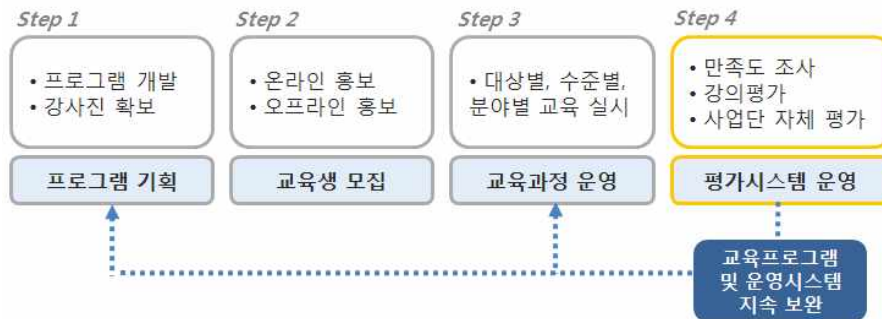 Step 1
• 프로그램 개발
• 강사진 확보
프로그램 기획
Step 2
• 온라인 홍보
• 오프라인 홍보
교육생 모집
Step 3
• 대상별, 수준별,
분야별 교육 실시
교육과정 운영
Step 4
• 만족도 조사
• 강의평가
• 사업단 자체 평가
평가시스템 운영
교육프로그램
및 운영시스템
지속 보완